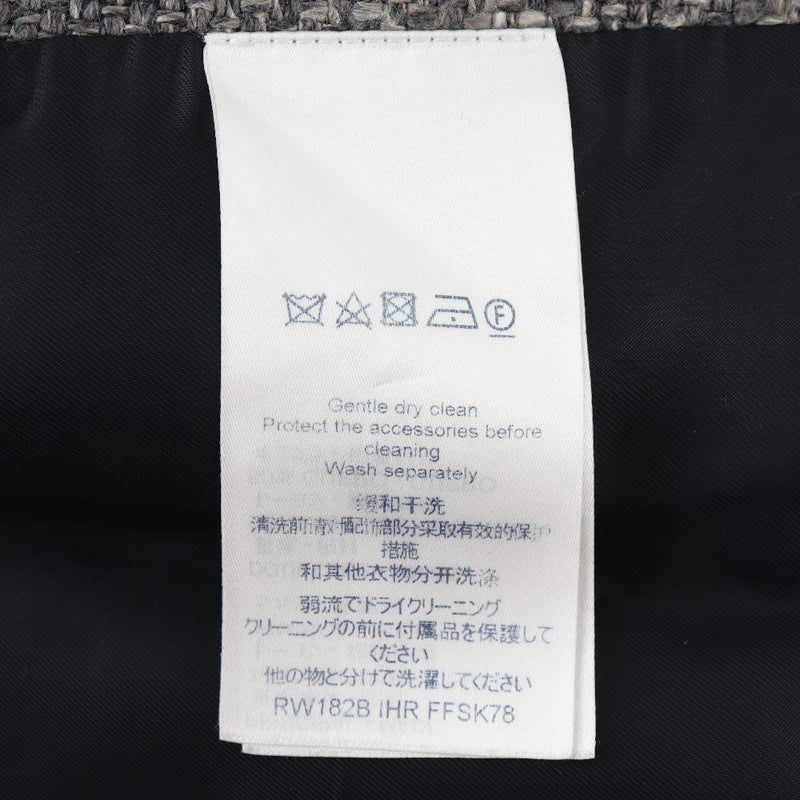 F
Gentle dry clean
Protect the accessories before
cleaning
Wash separately
缓和干洗
清洗前请对配饰部分采取有效的保护
措施
和其他衣物分开洗涤
弱流でドライクリーニング
クリーニングの前に付属品を保護して
ください
他の物と分けて洗濯してください
RW182B IHR FFSK78